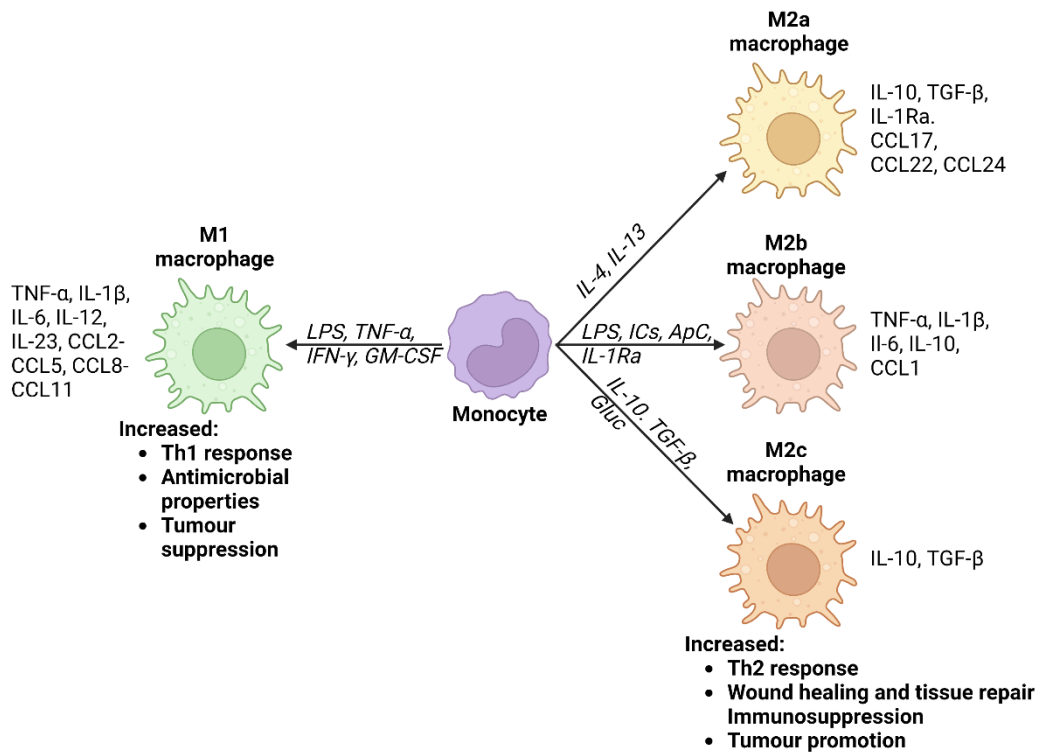 M1
macrophage
TNF-α, IL-1β,
IL-6, IL-12,
IL-23, CCL2-
CCL5, CCL8-
CCL11
Increased:
• Th1 response
• Antimicrobial
properties
• Tumour
suppression
LPS, TNF-α,
IFN-γ, GM-CSF
Monocyte
IL-4, IL-13
LPS, ICs, ApC,
IL-1Ra
IL-10. TGF-β,
Gluc
M2a
macrophage
IL-10, TGF-β,
IL-1Ra.
CCL17,
CCL22, CCL24
M2b
macrophage
TNF-α, IL-1β,
Il-6, IL-10,
CCL1
M2c
macrophage
IL-10, TGF-β
Increased:
• Th2 response
• Wound healing and tissue repair
Immunosuppression
• Tumour promotion